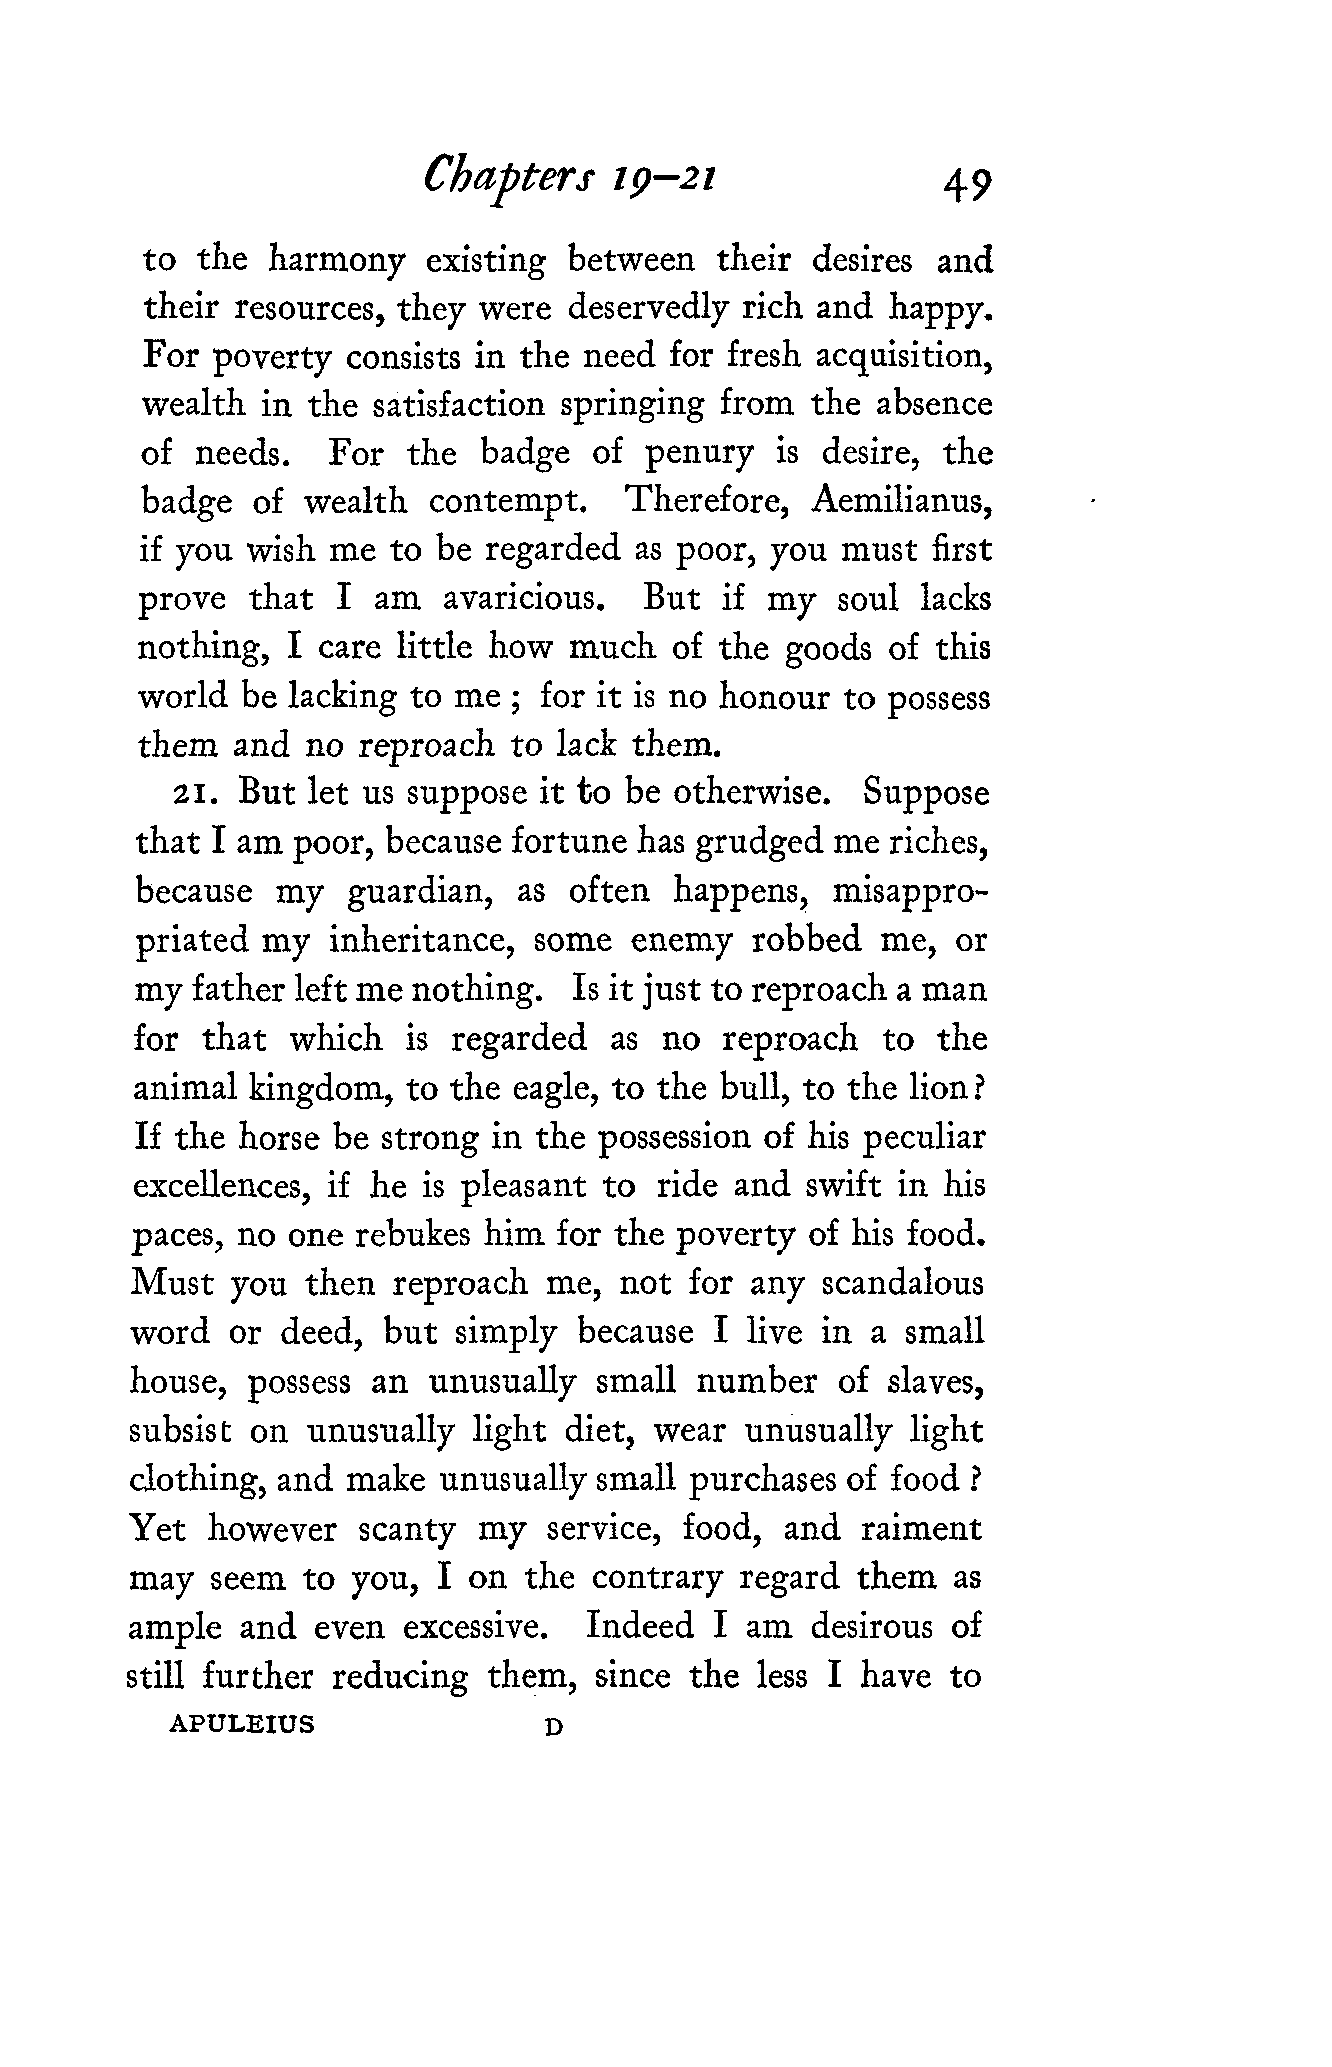 Chapters 19–21 49
to the harmony existing between their desires and
their resources, they were deservedly rich and happy.
For poverty consists in the need for fresh acquisition,
wealth in the satisfaction springing from the absence
of needs. For the badge of penury is desire, the
badge of wealth contempt. Therefore, Aemilianus,
if you wish me to be regarded as poor, you must first
prove that I am avaricious. But if my soul lacks
nothing, I care little how much of the goods of this
world be lacking to me ; for it is no honour to possess
them and no reproach to lack them.
21. But let us suppose it to be otherwise. Suppose
that I am poor, because fortune has grudged me riches,
because my guardian, as often happens, misappro-
priated my inheritance, some enemy robbed me, or
my father left me nothing. Is it just to reproach a man
for that which is regarded as no reproach to the
animal kingdom, to the eagle, to the bull, to the lion?
If the horse be strong in the possession of his peculiar
excellences, if he is pleasant to ride and swift in his
paces, no one rebukes him for the poverty of his food.
Must you then reproach me, not for any scandalous
word or deed, but simply because I live in a small
house, possess an unusually small number of slaves,
subsist on unusually light diet, wear unusually light
clothing, and make unusually small purchases of food ?
Yet however scanty my service, food, and raiment
may seem to you, I on the contrary regard them as
ample and even excessive. Indeed I am desirous of
still further reducing them, since the less I have to
APULEIUS D